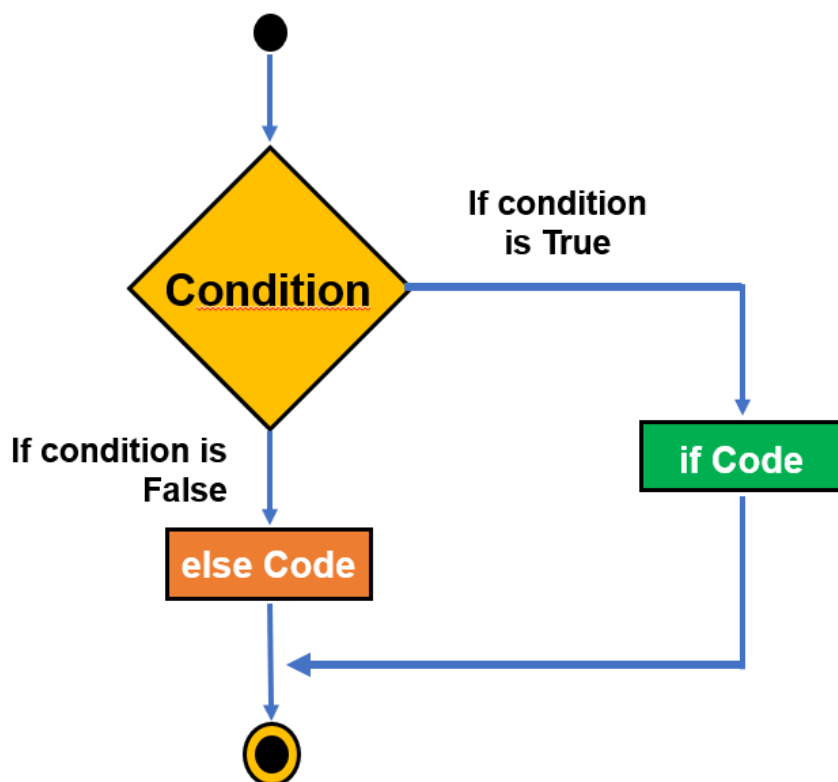 If condition
is True
Condition
If condition is
False
if Code
else Code